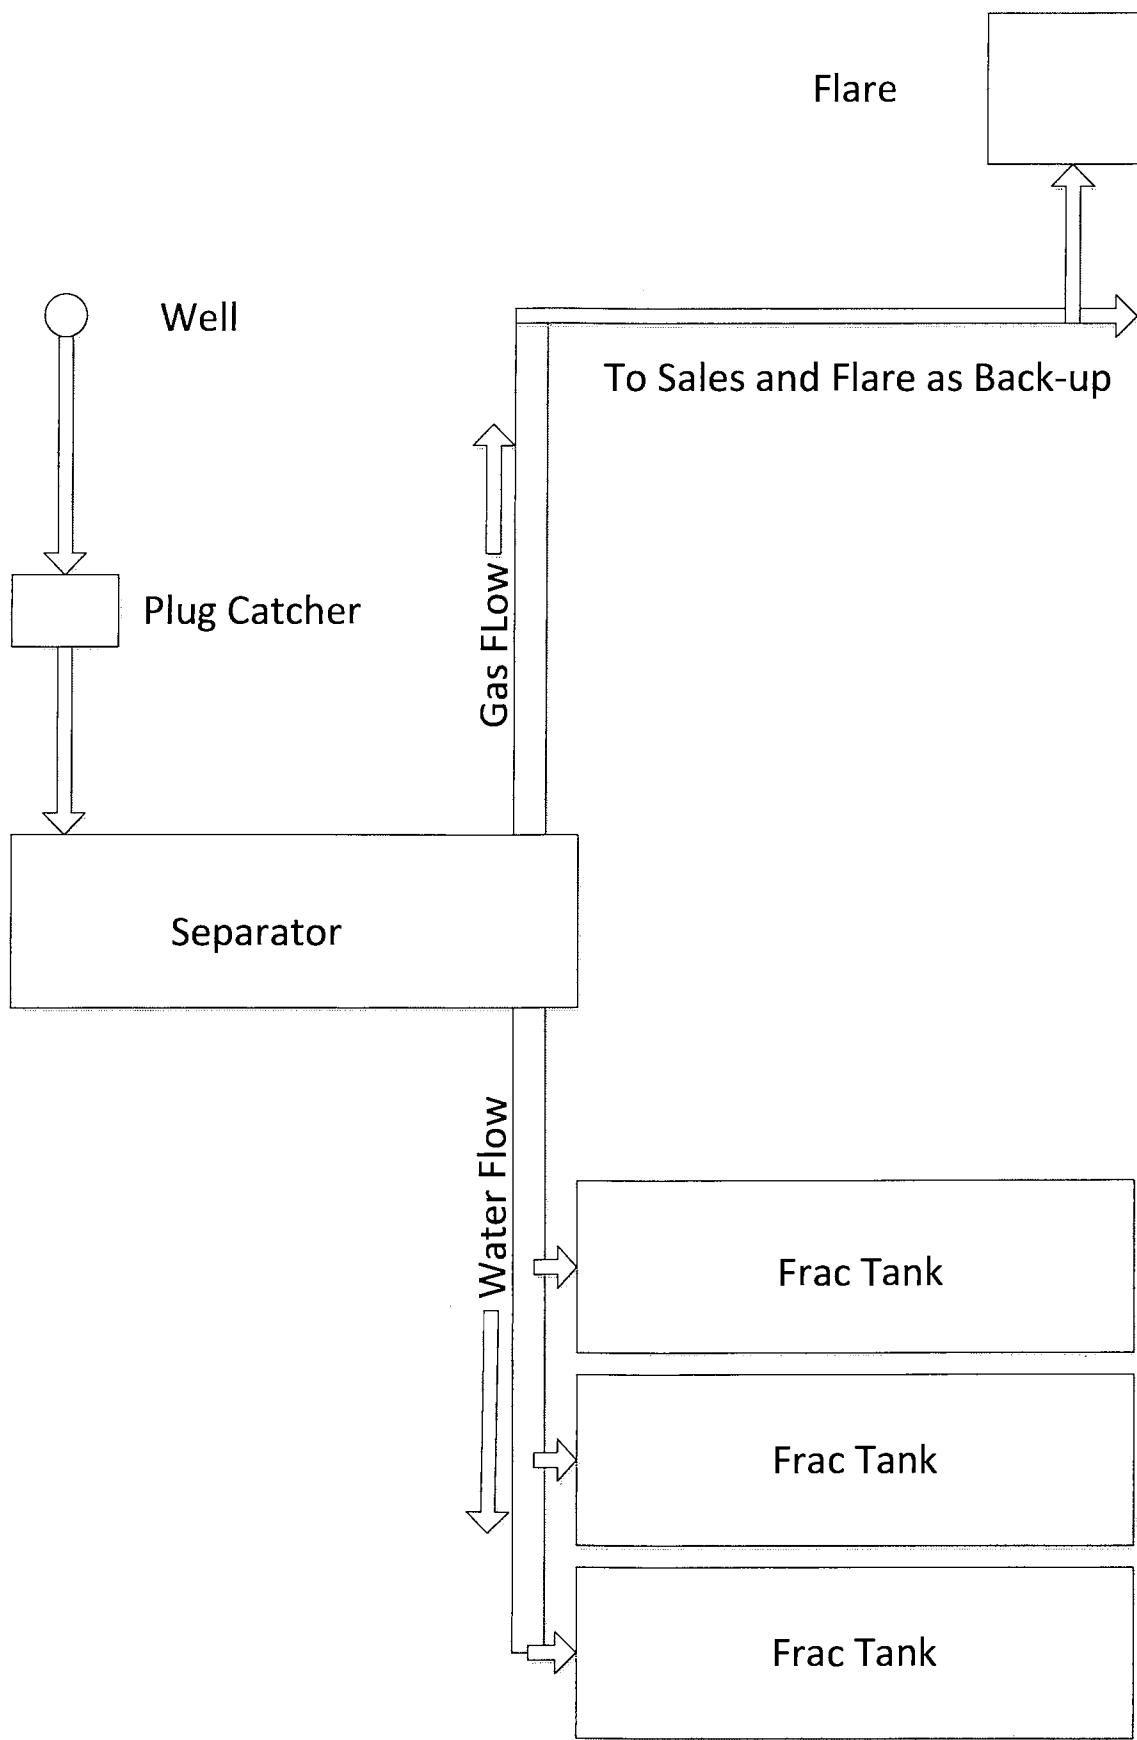 Flare
Well
To Sales and Flare as Back-up
Plug Catcher
Gas FLow
Separator
Water Flow
Frac Tank
Frac Tank
Frac Tank